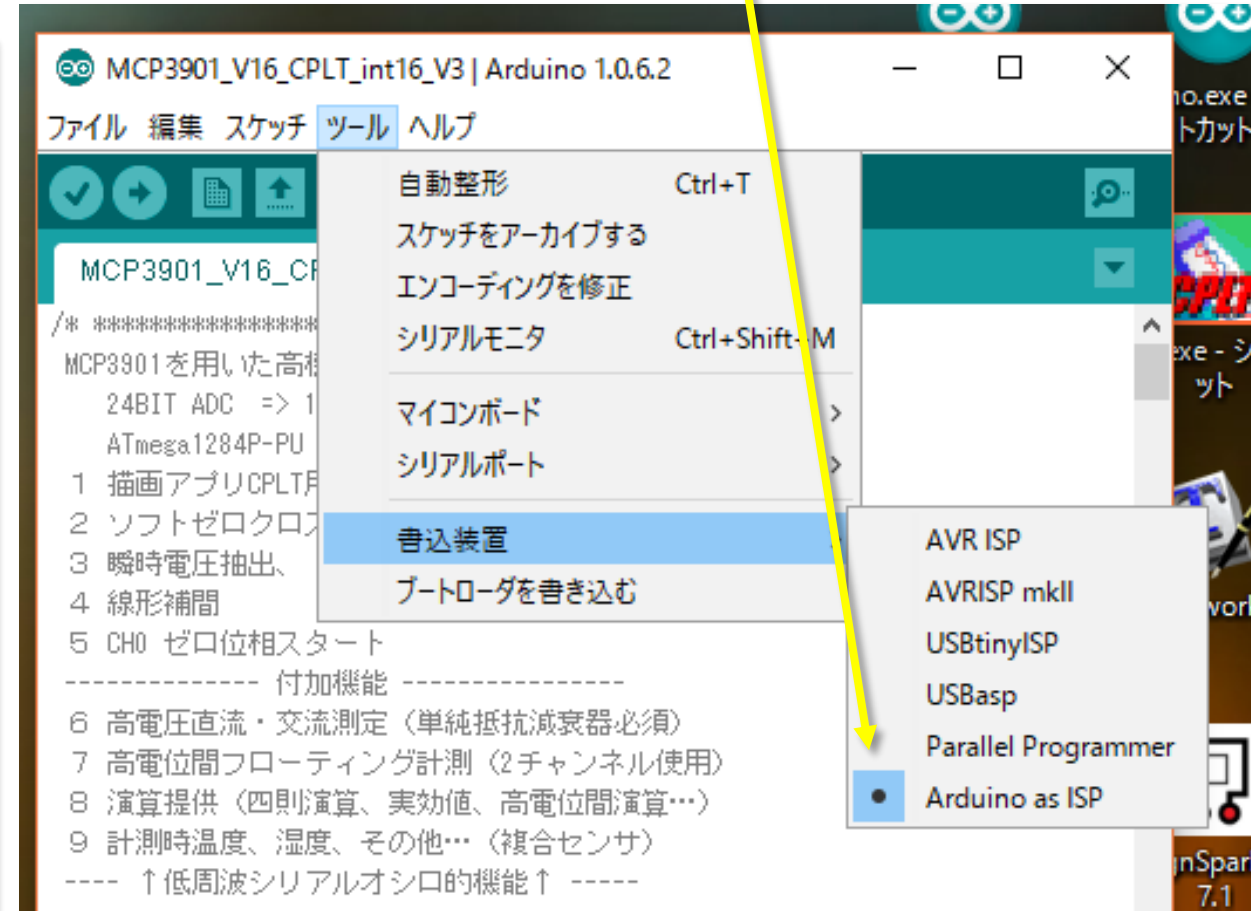 MCP3901_V16_CPLT_int16_V3 | Arduino 1.0.6.2
ファイル 編集 スケッチ ツール ヘルプ
自動整形 Ctrl+T
スケッチをアーカイブする
エンコーディングを修正
シリアルモニタ Ctrl+Shift+M
マイコンボード
シリアルポート
書込装置
ブートローダを書き込む
AVR ISP
AVRISP mkII
USBtinyISP
USBasp
Parallel Programmer
Arduino as ISP
MCP3901_V16_CP
/* ******************
MCP3901を用いた高
24BIT ADC => 1
ATmega1284P-PU
1 描画アプリCPLT用
2 ソフトゼロクロス
3 瞬時電圧抽出、
4 線形補間
5 CH0 ゼロ位相スタート
-------------- 付加機能 ----------------
6 高電圧直流・交流測定（単純抵抗減衰器必須）
7 高電位間フローティング計測（2チャンネル使用）
8 演算提供（四則演算、実効値、高電位間演算…）
9 計測時温度、湿度、その他…（複合センサ）
---- ↑低周波シリアルオシロ的機能↑ -----
no.exe
トカット
CPLT
exe - シ
ット
wor
gnSpar
7.1